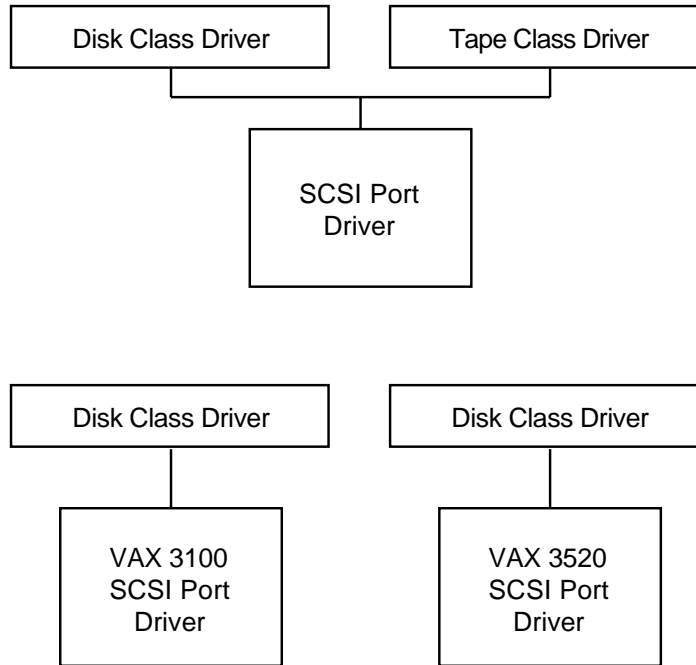 Disk Class Driver
Tape Class Driver
SCSI Port
Driver
Disk Class Driver
Disk Class Driver
VAX 3100
SCSI Port
Driver
VAX 3520
SCSI Port
Driver